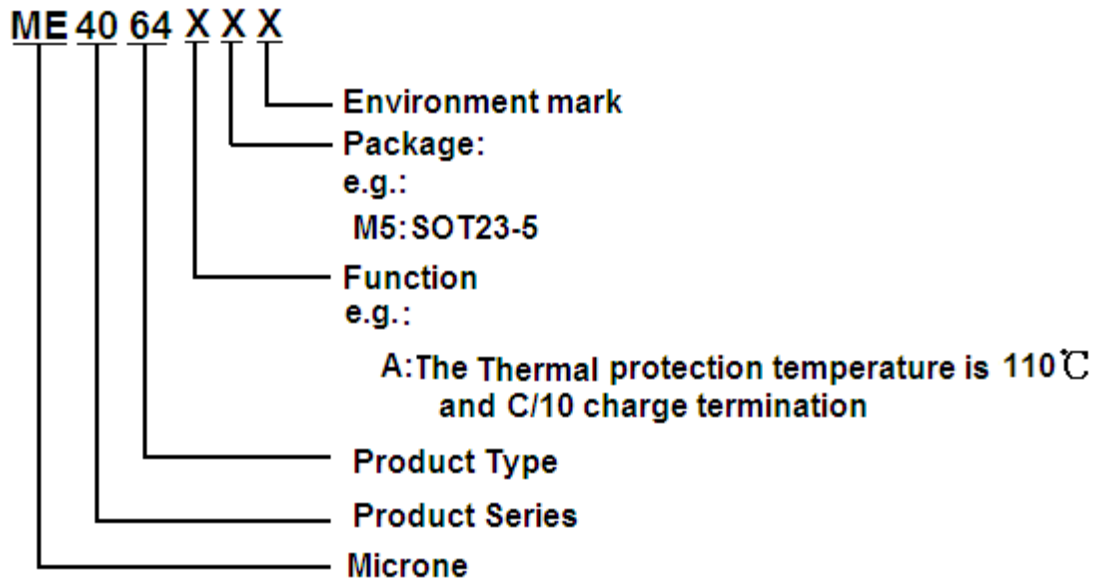 ME 40 64 X X X
Environment mark
Package:
e.g.:
M5:SOT23-5
Function
e.g.:
A:The Thermal protection temperature is 110℃
and C/10 charge termination
Product Type
Product Series
Microne